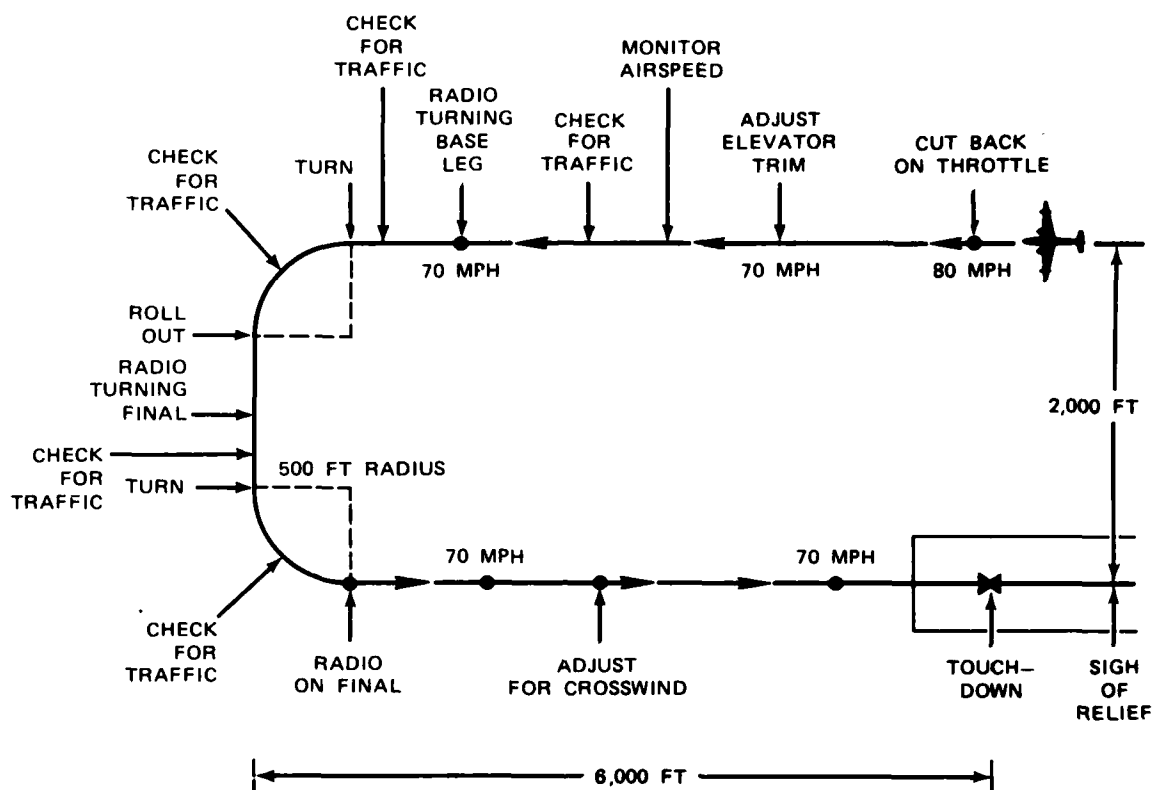 CHECK
FOR
TRAFFIC
MONITOR
AIRSPEED
RADIO
TURNING
BASE
LEG
CHECK
FOR
TRAFFIC
ADJUST
ELEVATOR
TRIM
CUT BACK
ON THROTTLE
CHECK
FOR
TRAFFIC
TURN
70 MPH
70 MPH
80 MPH
ROLL
OUT
RADIO
TURNING
FINAL
2,000 FT
CHECK
FOR
TRAFFIC
TURN
500 FT RADIUS
70 MPH
70 MPH
CHECK
FOR
TRAFFIC
RADIO
ON FINAL
ADJUST
FOR CROSSWIND
TOUCH-
DOWN
SIGH
OF
RELIEF
6,000 FT